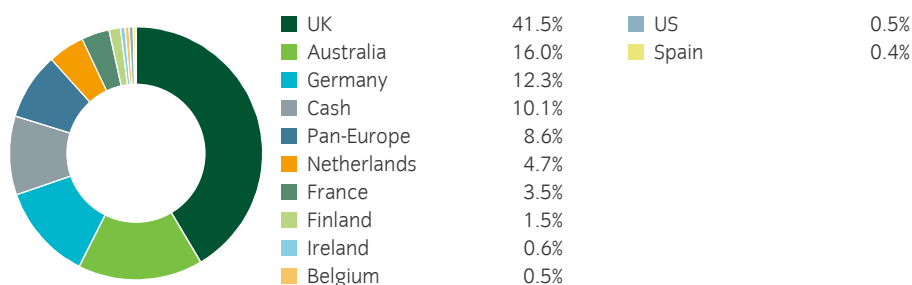 UK 41.5%
Australia 16.0%
Germany 12.3%
Cash 10.1%
Pan-Europe 8.6%
Netherlands 4.7%
France 3.5%
Finland 1.5%
Ireland 0.6%
Belgium 0.5%
US 0.5%
Spain 0.4%